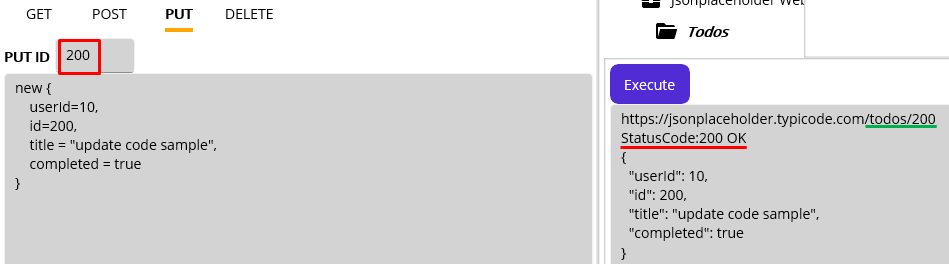 GET POST PUT DELETE
PUT ID 200
new {
    userId=10,
    id=200,
    title = "update code sample",
    completed = true
}
Jsonplaceholder Web
Todos
Execute
https://jsonplaceholder.typicode.com/todos/200
StatusCode:200 OK
{
  "userId": 10,
  "id": 200,
  "title": "update code sample",
  "completed": true
}